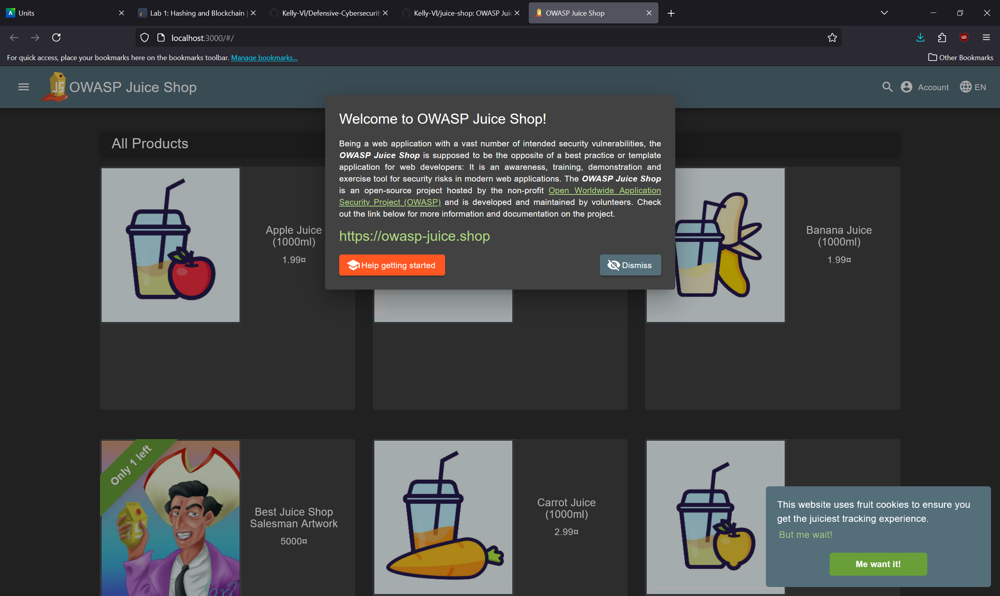 Units
Lab 1: Hashing and Blockchain |
Kelly-Vl/Defensive-Cybersecurit
Kelly-Vl/juice-shop: OWASP Juic
OWASP Juice Shop
localhost:3000/#/
For quick access, place your bookmarks here on the bookmarks toolbar. Manage bookmarks...
Other Bookmarks
OWASP Juice Shop
Account
EN
All Products
Welcome to OWASP Juice Shop!
Being a web application with a vast number of intended security vulnerabilities, the
OWASP Juice Shop is supposed to be the opposite of a best practice or template
application for web developers: It is an awareness, training, demonstration and
exercise tool for security risks in modern web applications. The OWASP Juice Shop
is an open-source project hosted by the non-profit Open Worldwide Application
Security Project (OWASP) and is developed and maintained by volunteers. Check
out the link below for more information and documentation on the project.
https://owasp-juice.shop
Help getting started
Dismiss
Apple Juice
(1000ml)
1.99¤
Banana Juice
(1000ml)
1.99¤
Only 1 left
Best Juice Shop
Salesman Artwork
5000¤
Carrot Juice
(1000ml)
2.99¤
This website uses fruit cookies to ensure you
get the juiciest tracking experience.
But me wait!
Me want it!